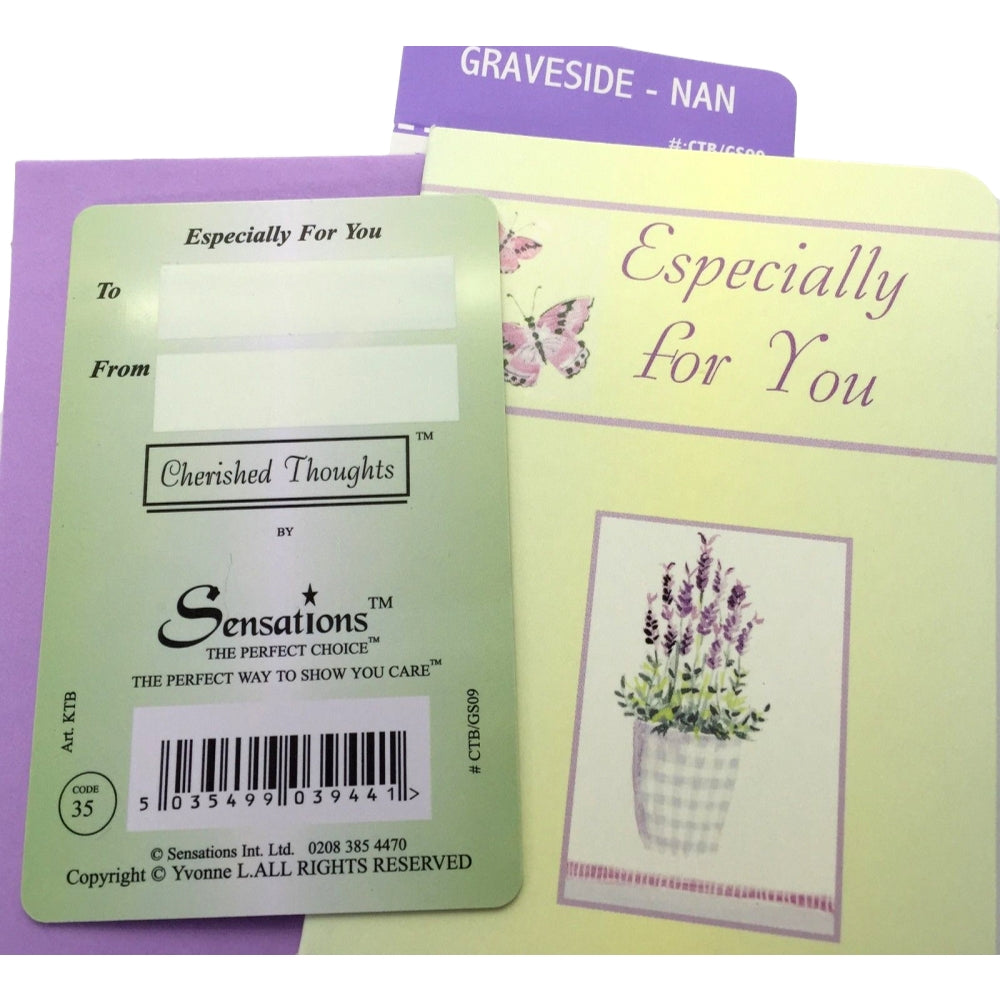 GRAVESIDE - NAN
#:CTB/GS09
Especially
for You
Especially For You
To
From
Cherished Thoughts ™
BY
Sensations™
THE PERFECT CHOICE™
THE PERFECT WAY TO SHOW YOU CARE™
Art. KTB
# CTB/GS09
CODE
35
5 035499 039441 >
© Sensations Int. Ltd. 0208 385 4470
Copyright © Yvonne L.ALL RIGHTS RESERVED